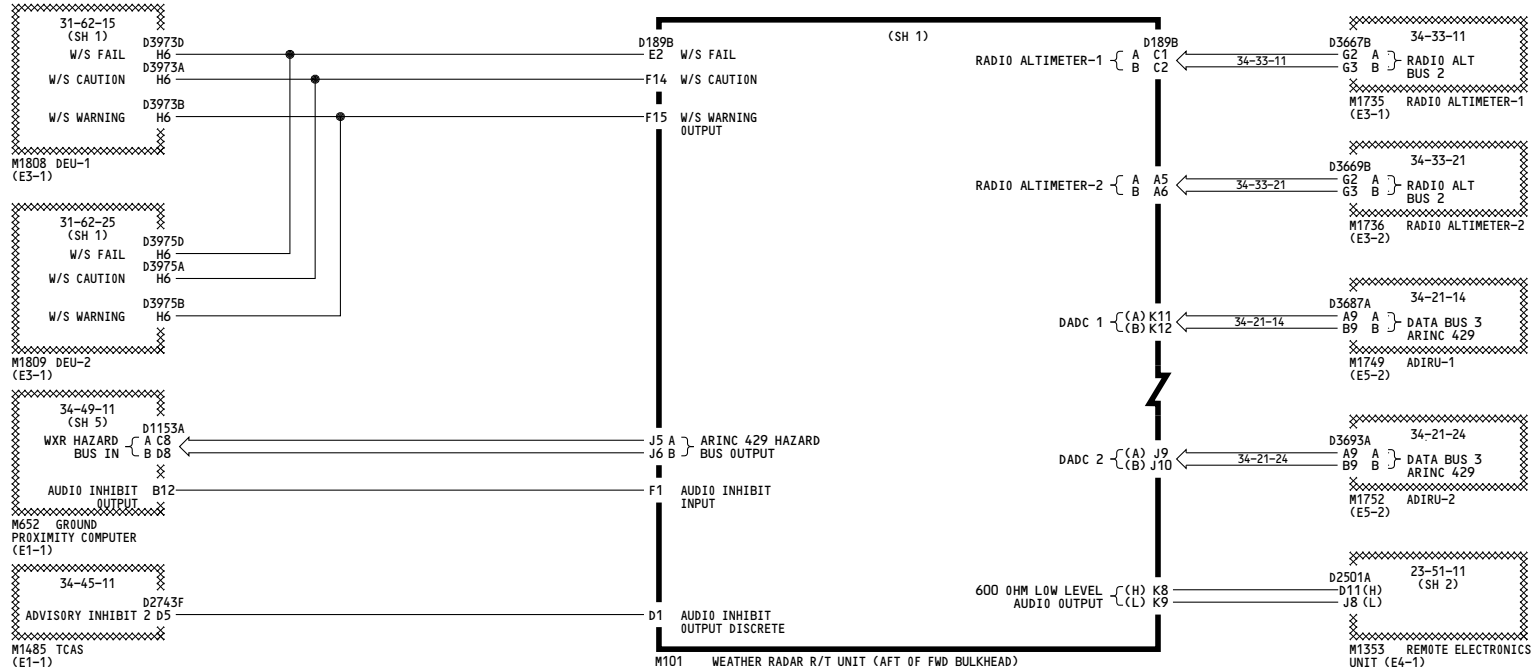 31-62-15
(SH 1)
D3973D
W/S FAIL H6
D3973A
W/S CAUTION H6
D3973B
W/S WARNING H6
M1808 DEU-1
(E3-1)
31-62-25
(SH 1)
D3975D
W/S FAIL H6
D3975A
W/S CAUTION H6
D3975B
W/S WARNING H6
M1809 DEU-2
(E3-1)
34-49-11
(SH 5)
D1153A
WXR HAZARD A C8
BUS IN B D8
AUDIO INHIBIT B12
OUTPUT
M652 GROUND
PROXIMITY COMPUTER
(E1-1)
34-45-11
D2743F
ADVISORY INHIBIT 2 D5
M1485 TCAS
(E1-1)
(SH 1)
D189B
E2 W/S FAIL
F14 W/S CAUTION
F15 W/S WARNING
OUTPUT
J5 A ARINC 429 HAZARD
J6 B BUS OUTPUT
F1 AUDIO INHIBIT
INPUT
D1 AUDIO INHIBIT
OUTPUT DISCRETE
M101 WEATHER RADAR R/T UNIT (AFT OF FWD BULKHEAD)
D189B
RADIO ALTIMETER-1 A C1
B C2
34-33-11
RADIO ALTIMETER-2 A A5
B A6
34-33-21
DADC 1 (A) K11
(B) K12
34-21-14
DADC 2 (A) J9
(B) J10
34-21-24
600 OHM LOW LEVEL (H) K8
AUDIO OUTPUT (L) K9
34-33-11
D3667B
G2 A RADIO ALT
G3 B BUS 2
M1735 RADIO ALTIMETER-1
(E3-1)
34-33-21
D3669B
G2 A RADIO ALT
G3 B BUS 2
M1736 RADIO ALTIMETER-2
(E3-2)
34-21-14
D3687A
A9 A DATA BUS 3
B9 B ARINC 429
M1749 ADIRU-1
(E5-2)
34-21-24
D3693A
A9 A DATA BUS 3
B9 B ARINC 429
M1752 ADIRU-2
(E5-2)
23-51-11
(SH 2)
D2501A
D11(H)
J8 (L)
M1353 REMOTE ELECTRONICS
UNIT (E4-1)